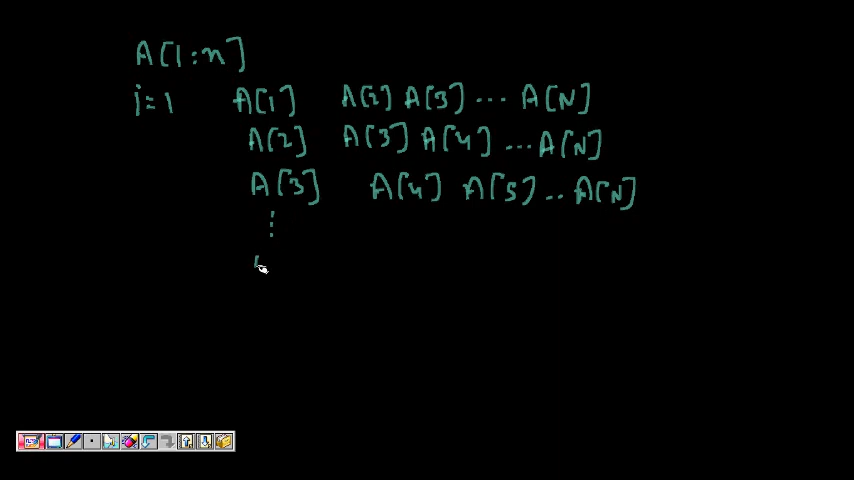 A[1:n]
i=1 A[1] A[2] A[3] ... A[N]
A[2] A[3] A[4] ... A[N]
A[3] A[4] A[5] .. A[N]
⋮